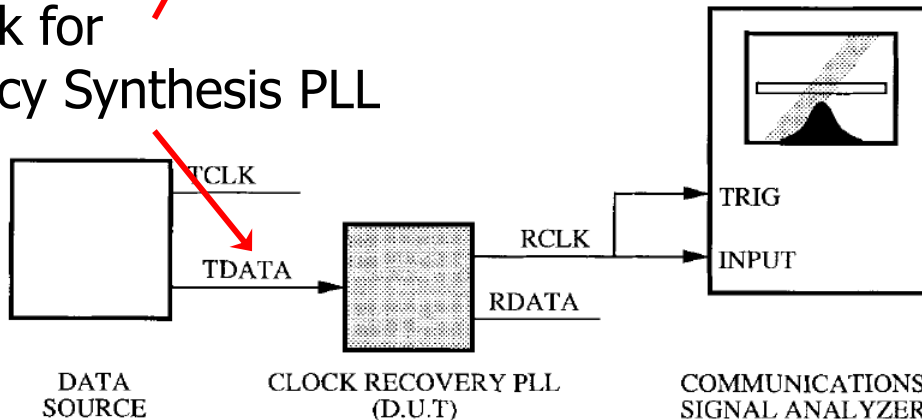 k for
cy Synthesis PLL
TCLK
TDATA
RCLK
RDATA
TRIG
INPUT
DATA
SOURCE
CLOCK RECOVERY PLL
(D.U.T)
COMMUNICATIONS
SIGNAL ANALYZER